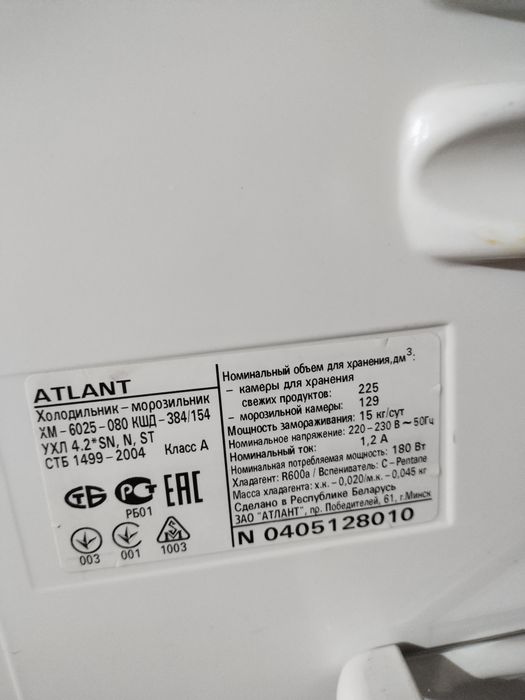 ATLANT
Холодильник – морозильник
ХМ – 6025 – 080 КШД – 384/154
УХЛ 4.2*SN, N, ST
СТБ 1499 – 2004 Класс А
СТБ РСТ ЕАС
РБ01
003 001 1003
Номинальный объем для хранения,дм³:
– камеры для хранения
свежих продуктов: 225
– морозильной камеры: 129
Мощность замораживания: 15 кг/сут
Номинальное напряжение: 220 – 230 В ~ 50Гц
Номинальный ток: 1,2 А
Номинальная потребляемая мощность: 180 Вт
Хладагент: R600a / Вспениватель: C – Pentane
Масса хладагента: х.к. – 0,020/м.к. – 0,045 кг
Сделано в Республике Беларусь
ЗАО "АТЛАНТ", пр. Победителей, 61, г.Минск
N 0405128010